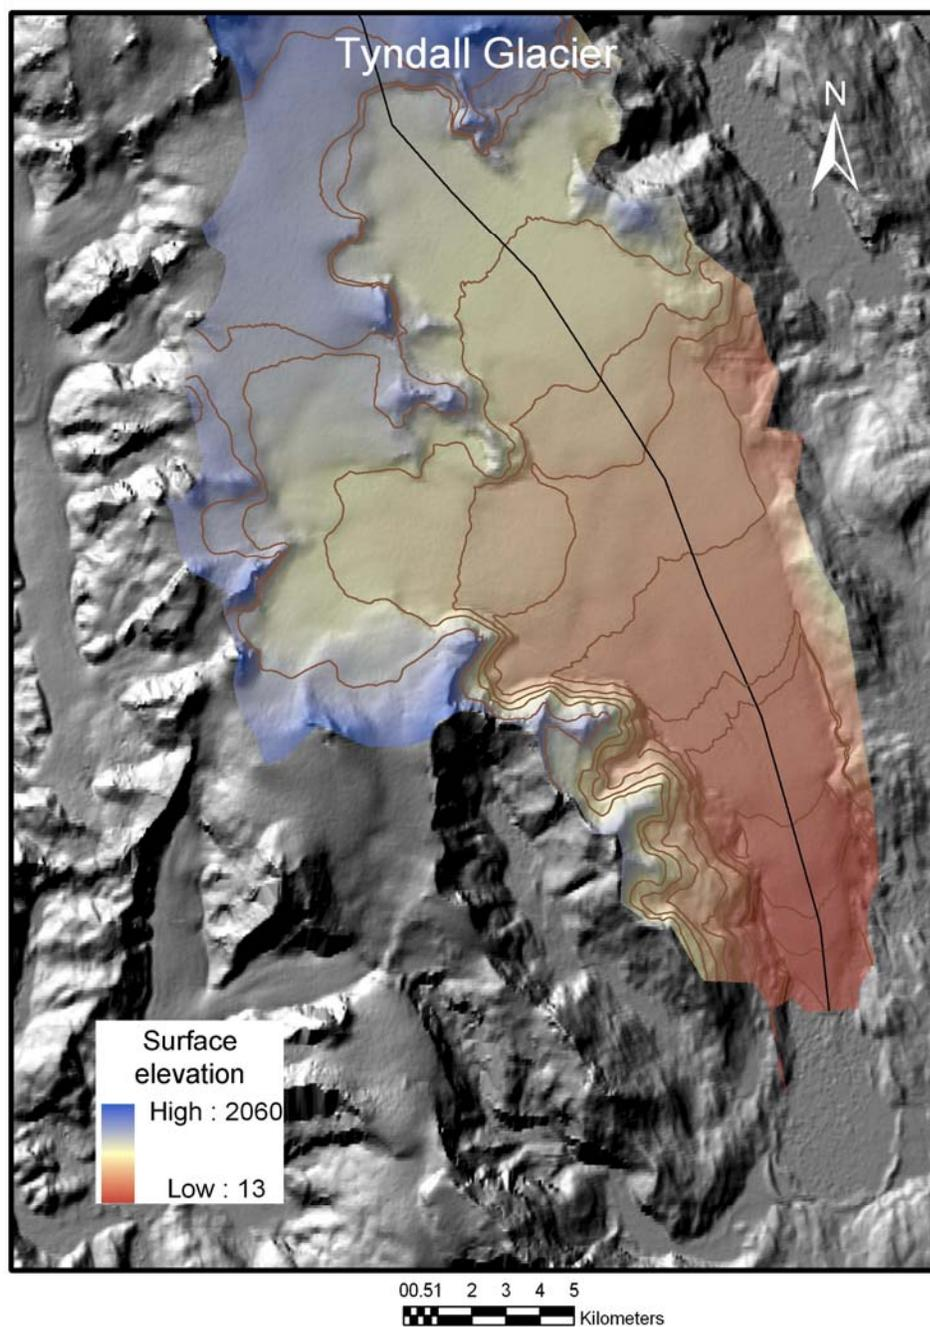 Tyndall Glacier
N
Surface
elevation
High : 2060
Low : 13
00.51 2 3 4 5
Kilometers